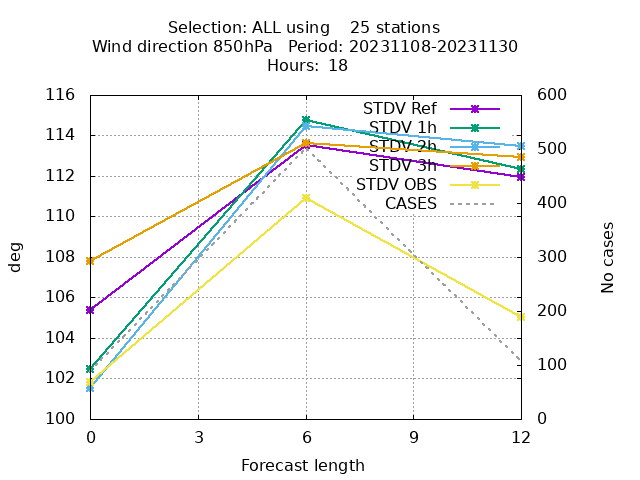 Selection: ALL using    25 stations
Wind direction 850hPa   Period: 20231108-20231130
Hours: 18
116
114
112
110
108
106
104
102
100
600
500
400
300
200
100
0
STDV Ref
STDV 1h
STDV 2h
STDV 3h
STDV OBS
CASES
deg
No cases
0 3 6 9 12
Forecast length